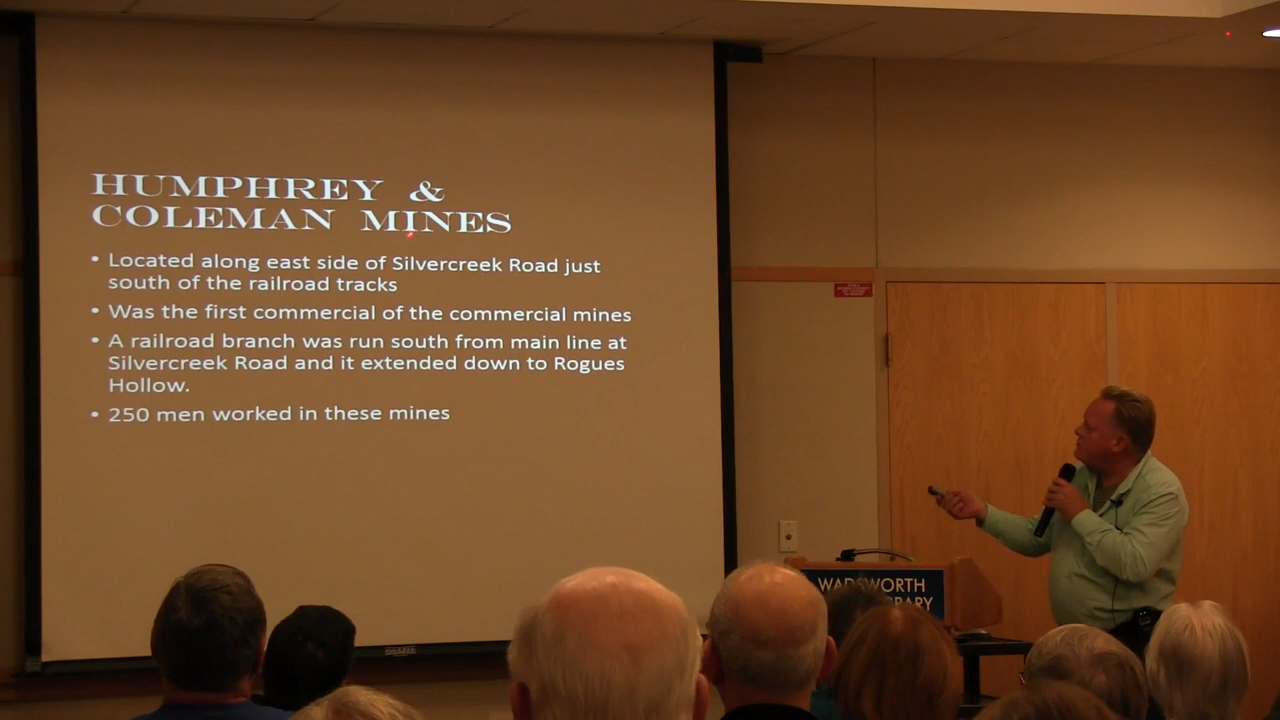 HUMPHREY &
COLEMAN MINES
• Located along east side of Silvercreek Road just
south of the railroad tracks
• Was the first commercial of the commercial mines
• A railroad branch was run south from main line at
Silvercreek Road and it extended down to Rogues
Hollow.
• 250 men worked in these mines
WADSWORTH